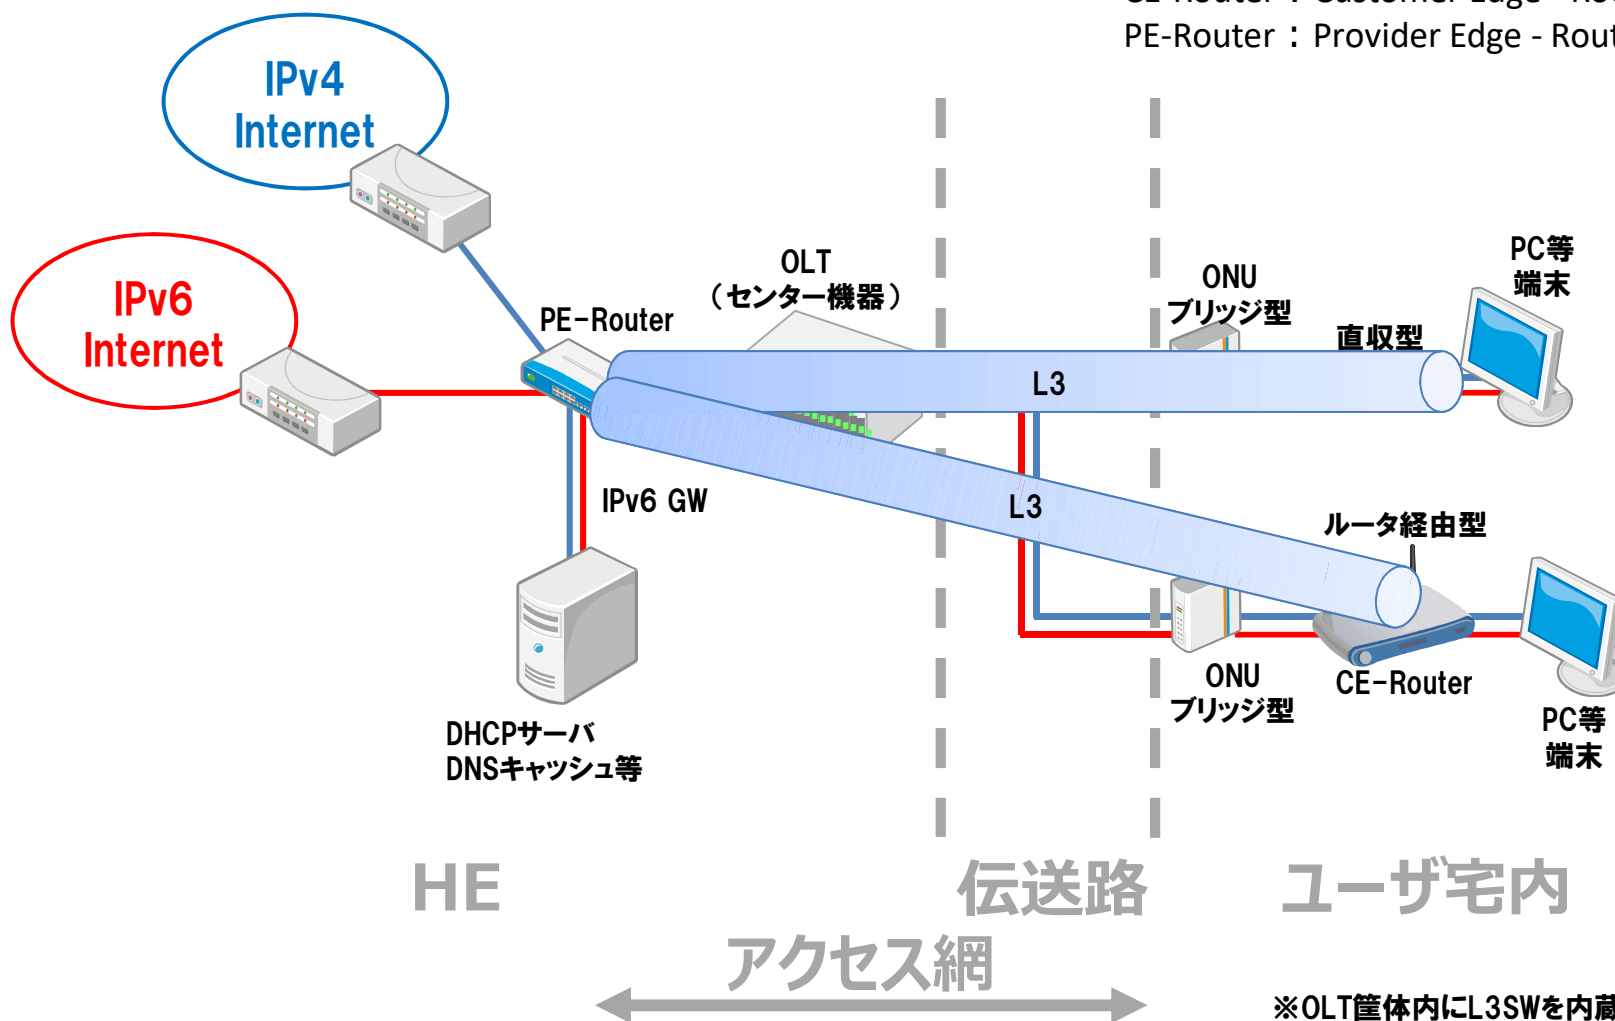 PE-Router：Provider Edge - Rout
IPv4
Internet
IPv6
Internet
PE-Router
OLT
（センター機器）
ONU
ブリッジ型
直収型
PC等
端末
L3
L3
IPv6 GW
ルータ経由型
ONU
ブリッジ型
CE-Router
PC等
端末
DHCPサーバ
DNSキャッシュ等
HE
伝送路
ユーザ宅内
アクセス網
※OLT筐体内にL3SWを内蔵